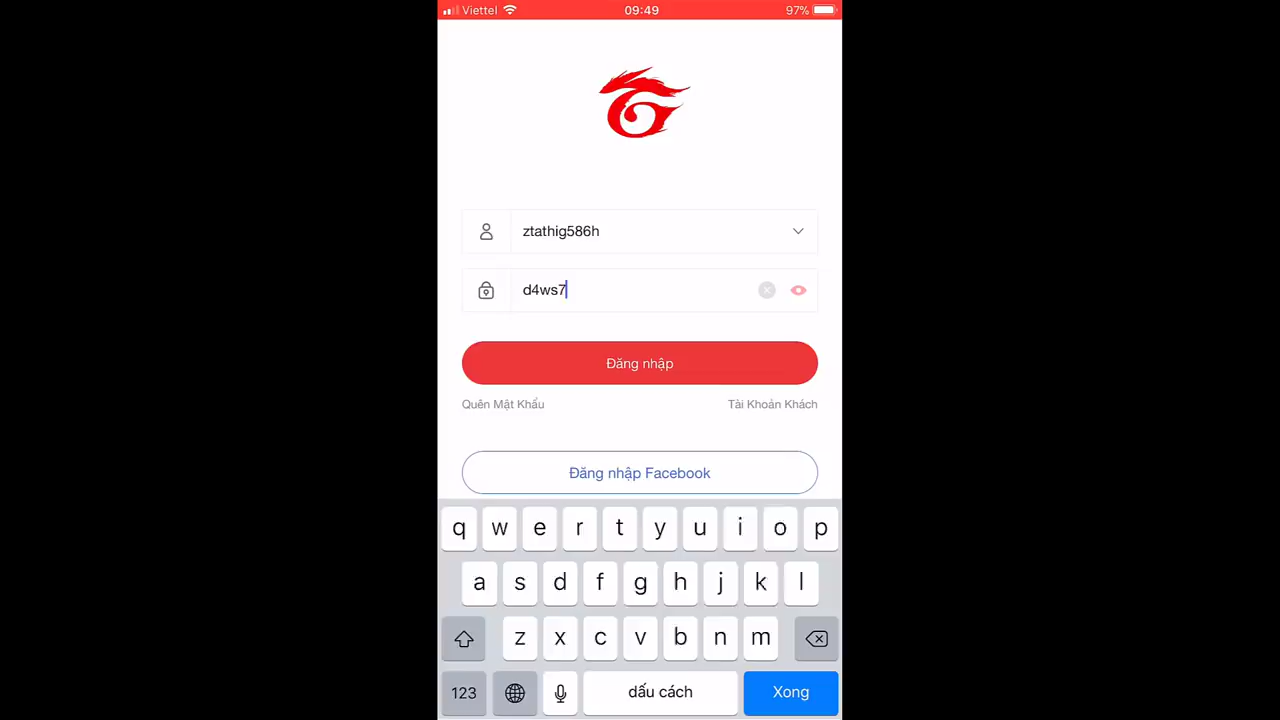 Viettel 09:49 97%
ztathig586h
d4ws7
Đăng nhập
Quên Mật Khẩu Tài Khoản Khách
Đăng nhập Facebook
q w e r t y u i o p
a s d f g h j k l
z x c v b n m
123 dấu cách Xong